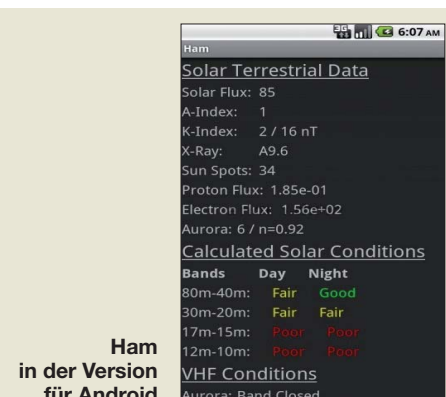 6:07 AM
Ham
Solar Terrestrial Data
Solar Flux: 85
A-Index: 1
K-Index: 2 / 16 nT
X-Ray: A9.6
Sun Spots: 34
Proton Flux: 1.85e-01
Electron Flux: 1.56e+02
Aurora: 6 / n=0.92
Calculated Solar Conditions
Bands Day Night
80m-40m: Fair Good
30m-20m: Fair Fair
17m-15m: Poor Poor
12m-10m: Poor Poor
VHF Conditions
Aurora: Band Closed
Ham
in der Version
für Android